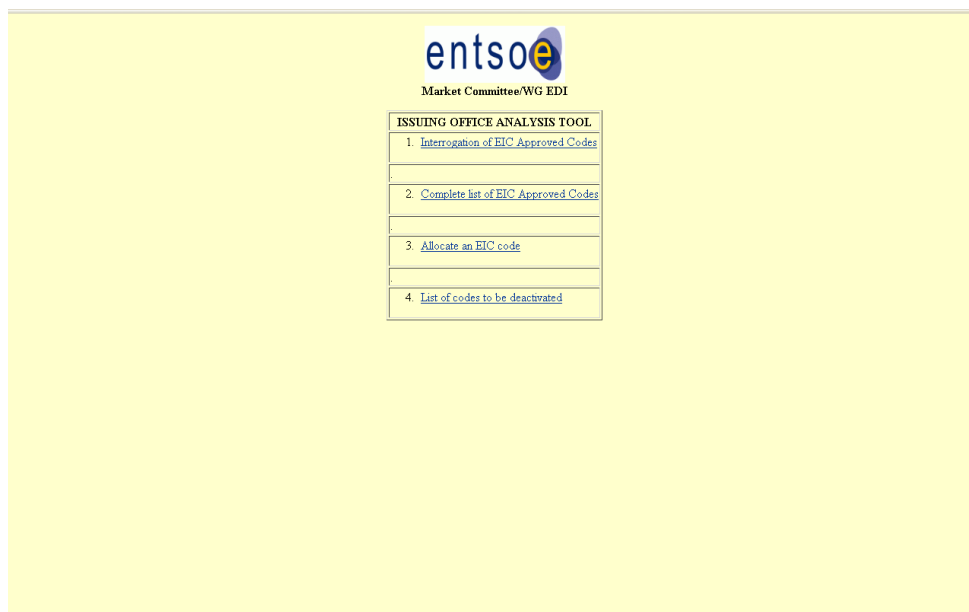 entsoe
Market Committee/WG EDI
ISSUING OFFICE ANALYSIS TOOL
1. Interrogation of EIC Approved Codes
.
2. Complete list of EIC Approved Codes
.
3. Allocate an EIC code
.
4. List of codes to be deactivated